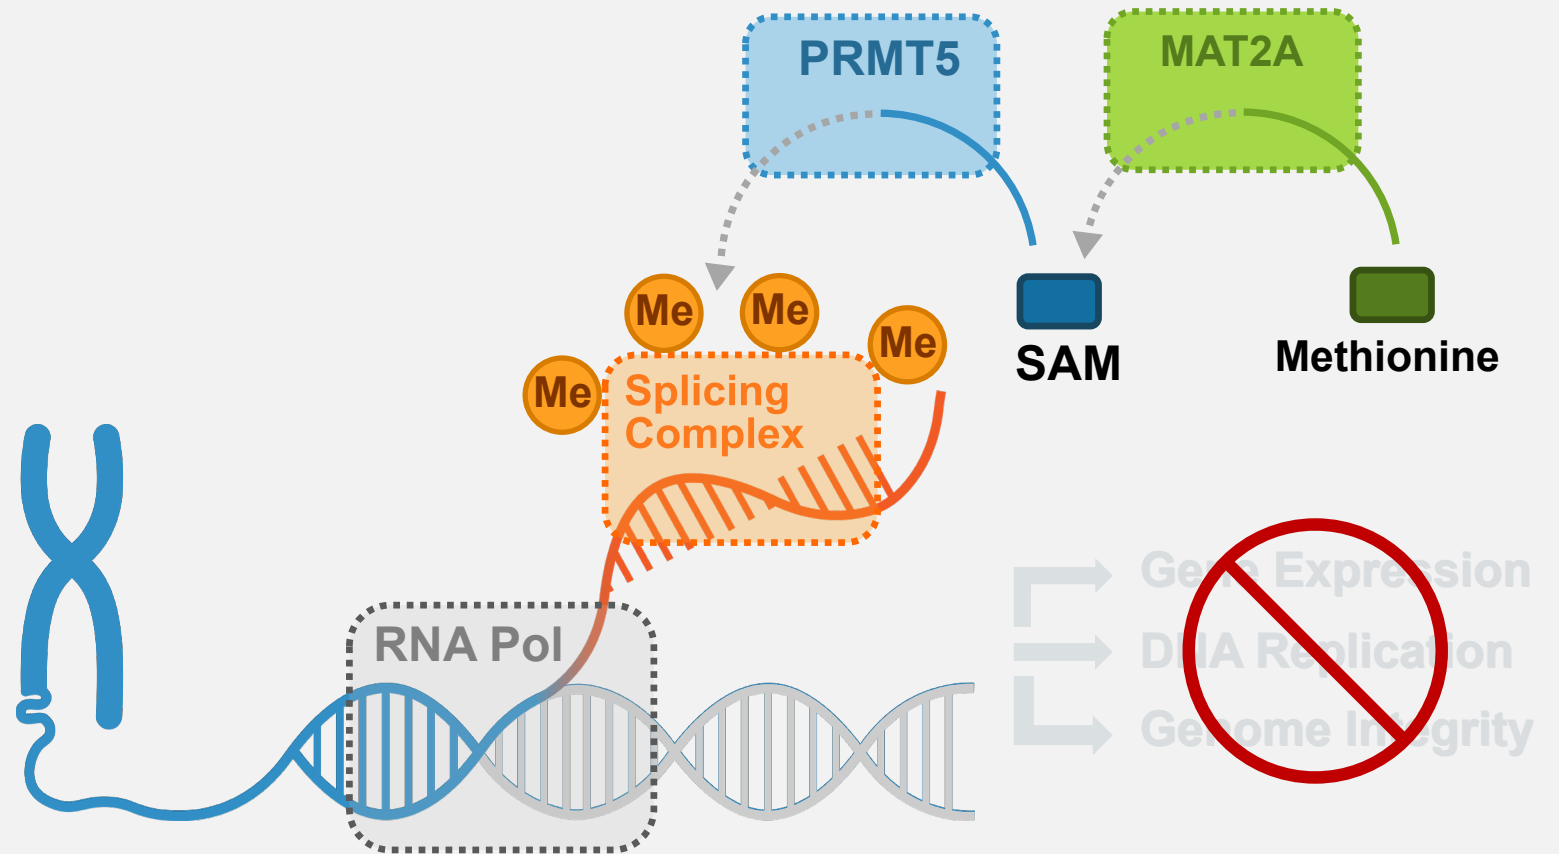 PRMT5
MAT2A
Me
Me
Me
Me
SAM
Methionine
Splicing
Complex
RNA Pol
Gene Expression
DNA Replication
Genome Integrity